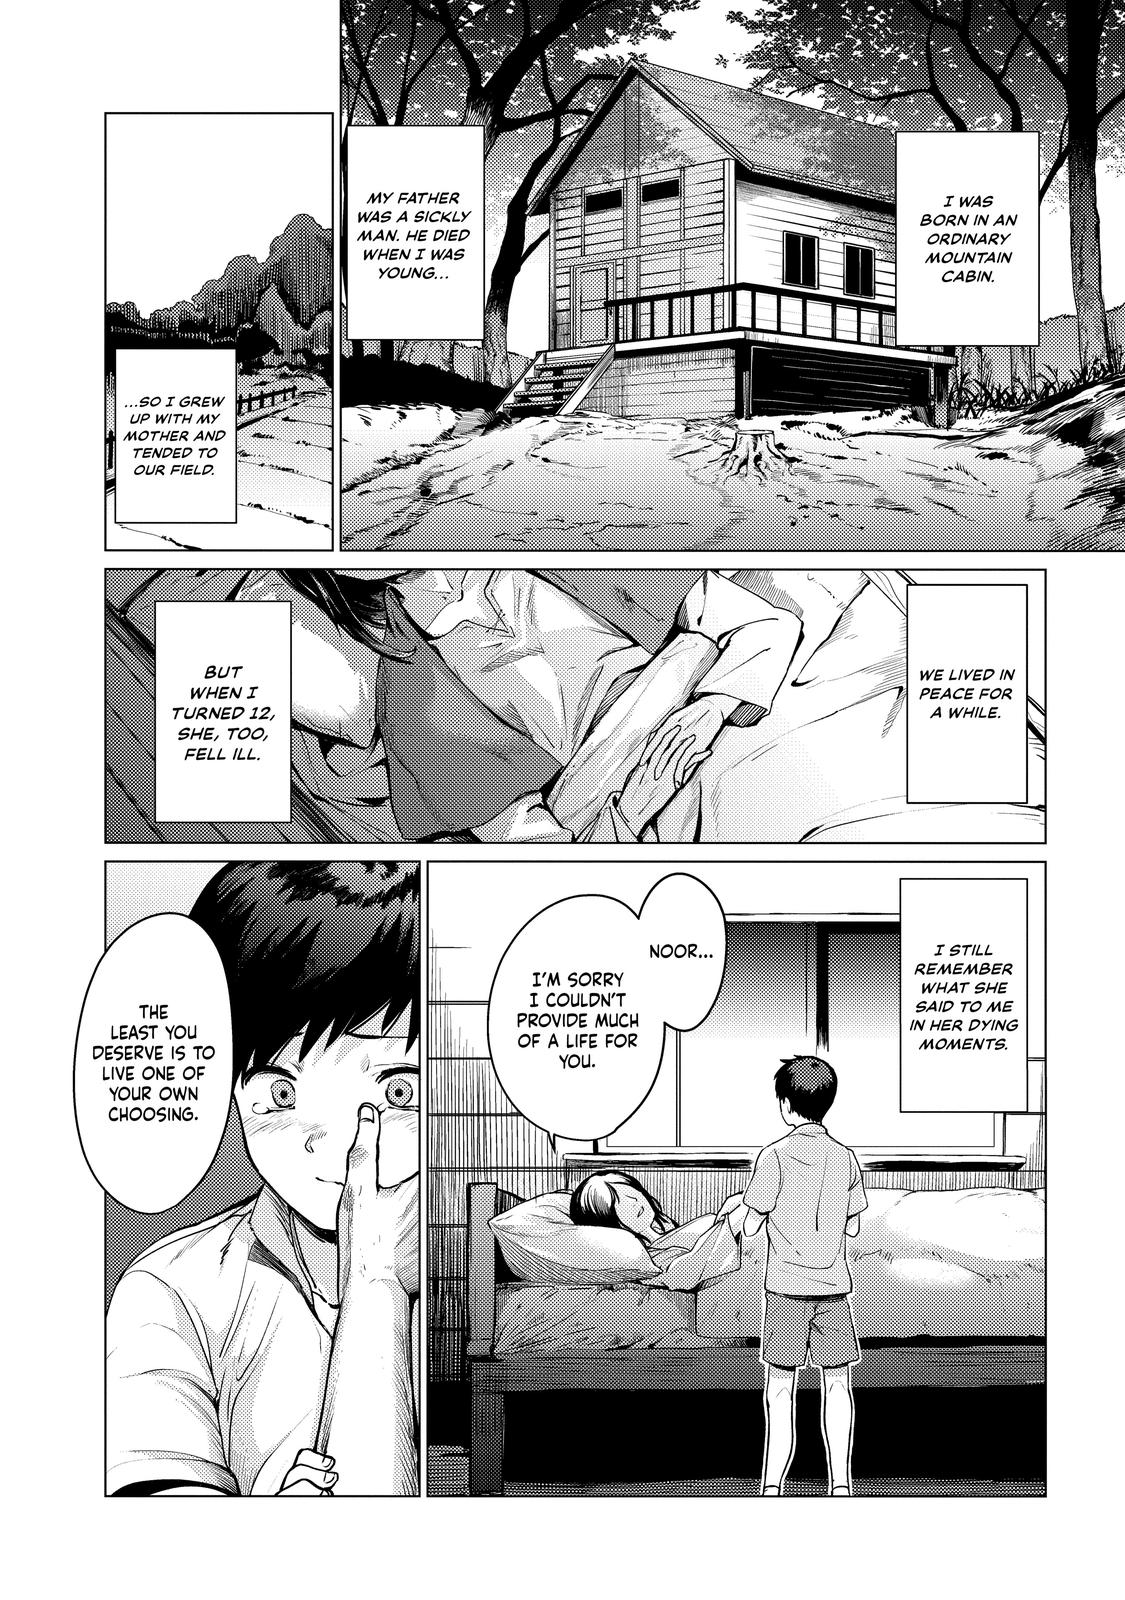 I WAS
BORN IN AN
ORDINARY
MOUNTAIN
CABIN.
MY FATHER
WAS A SICKLY
MAN. HE DIED
WHEN I WAS
YOUNG...
...SO I GREW
UP WITH MY
MOTHER AND
TENDED TO
OUR FIELD.
WE LIVED IN
PEACE FOR
A WHILE.
BUT
WHEN I
TURNED 12,
SHE, TOO,
FELL ILL.
I STILL
REMEMBER
WHAT SHE
SAID TO ME
IN HER DYING
MOMENTS.
NOOR...
I'M SORRY
I COULDN'T
PROVIDE MUCH
OF A LIFE FOR
YOU.
THE
LEAST YOU
DESERVE IS TO
LIVE ONE OF
YOUR OWN
CHOOSING.